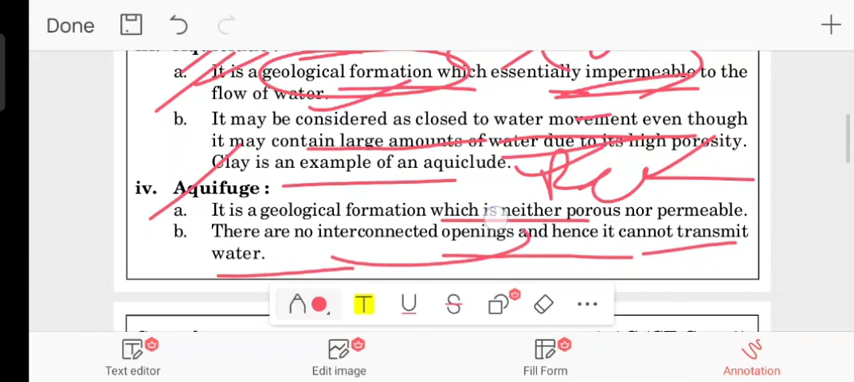 Done
a. It is a geological formation which essentially impermeable to the
flow of water.
b. It may be considered as closed to water movement even though
it may contain large amounts of water due to its high porosity.
Clay is an example of an aquiclude.
iv. Aquifuge :
a. It is a geological formation which is neither porous nor permeable.
b. There are no interconnected openings and hence it cannot transmit
water.
T U S
Text editor Edit image Fill Form Annotation